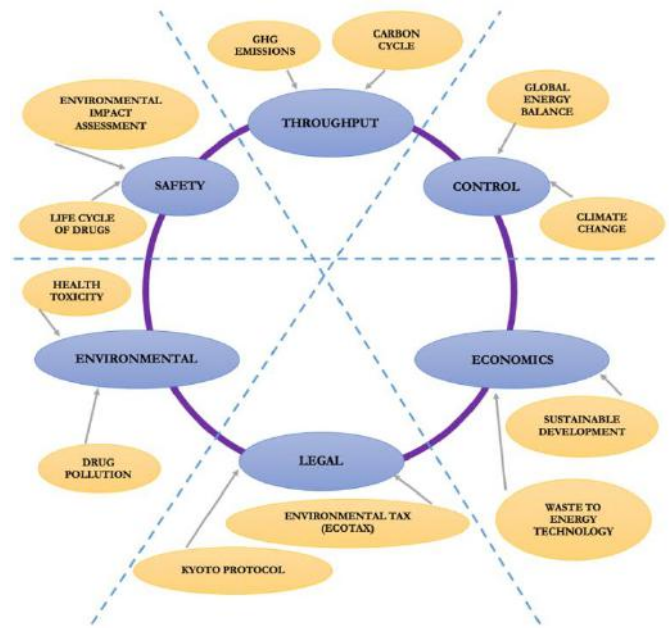 GHG
EMISSIONS
CARBON
CYCLE
THROUGHPUT
ENVIRONMENTAL
IMPACT
ASSESSMENT
GLOBAL
ENERGY
BALANCE
SAFETY
CONTROL
LIFE CYCLE
OF DRUGS
CLIMATE
CHANGE
HEALTH
TOXICITY
ENVIRONMENTAL
ECONOMICS
SUSTAINABLE
DEVELOPMENT
DRUG
POLLUTION
LEGAL
ENVIRONMENTAL TAX
(ECOTAX)
WASTE TO
ENERGY
TECHNOLOGY
KYOTO PROTOCOL